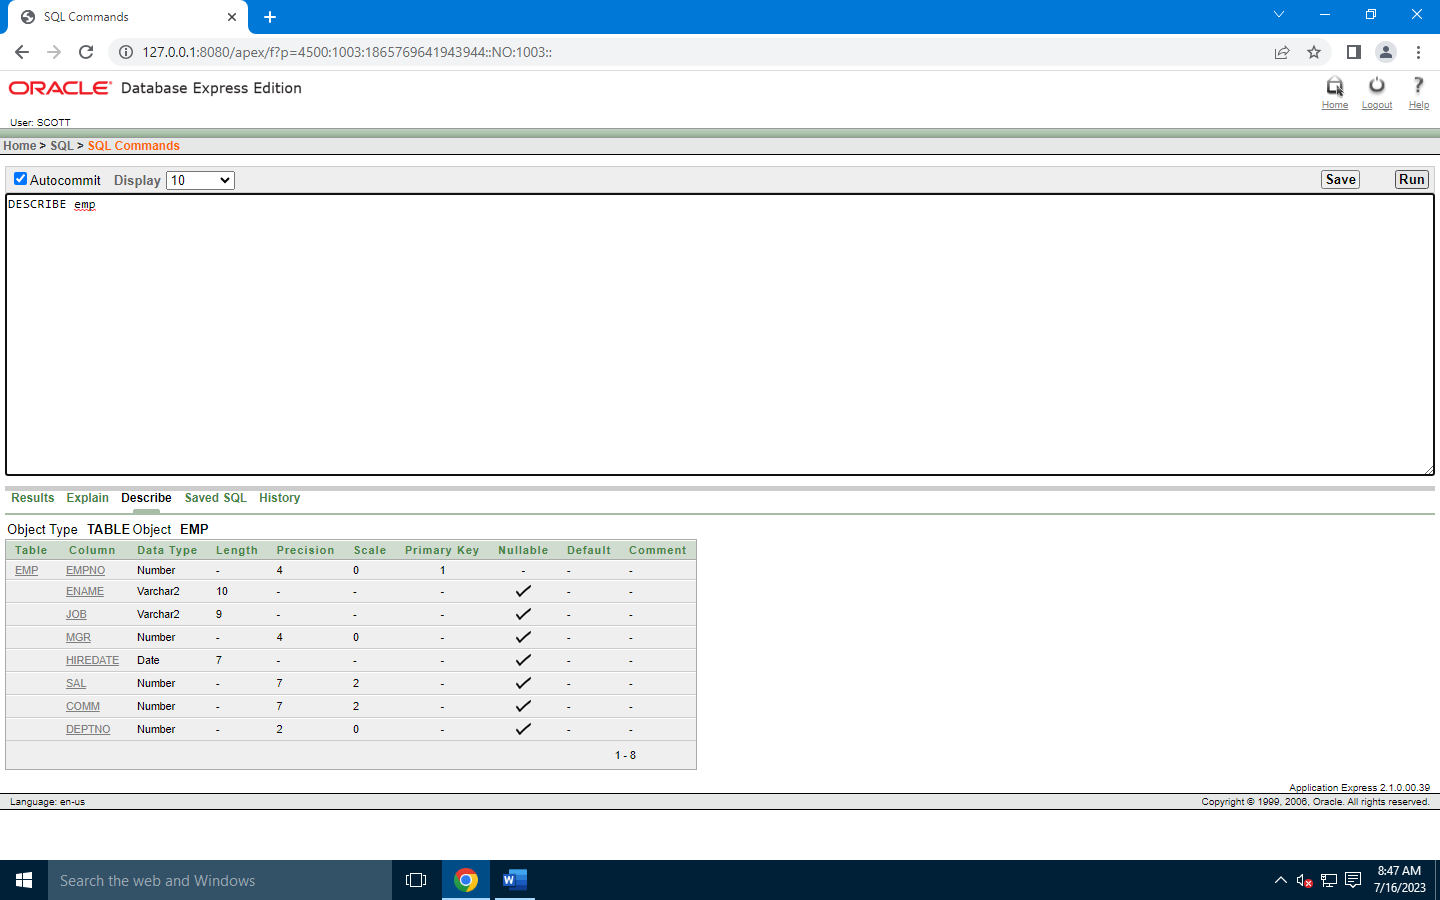 SQL Commands
127.0.0.1:8080/apex/f?p=4500:1003:1865769641943944::NO:1003::
ORACLE Database Express Edition
Home Logout Help
User: SCOTT
Home > SQL > SQL Commands
Autocommit Display 10 Save Run
DESCRIBE emp
Results Explain Describe Saved SQL History
Object Type TABLE Object EMP
Table Column Data Type Length Precision Scale Primary Key Nullable Default Comment
EMP EMPNO Number - 4 0 1 - - -
ENAME Varchar2 10 - - - ✓ - -
JOB Varchar2 9 - - - ✓ - -
MGR Number - 4 0 - ✓ - -
HIREDATE Date 7 - - - ✓ - -
SAL Number - 7 2 - ✓ - -
COMM Number - 7 2 - ✓ - -
DEPTNO Number - 2 0 - ✓ - -
1 - 8
Application Express 2.1.0.00.39
Language: en-us Copyright © 1999, 2006, Oracle. All rights reserved.
Search the web and Windows
8:47 AM
7/16/2023